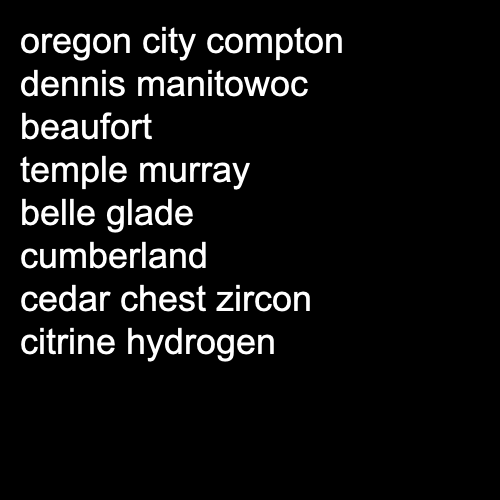 oregon city compton
dennis manitowoc
beaufort
temple murray
belle glade
cumberland
cedar chest zircon
citrine hydrogen